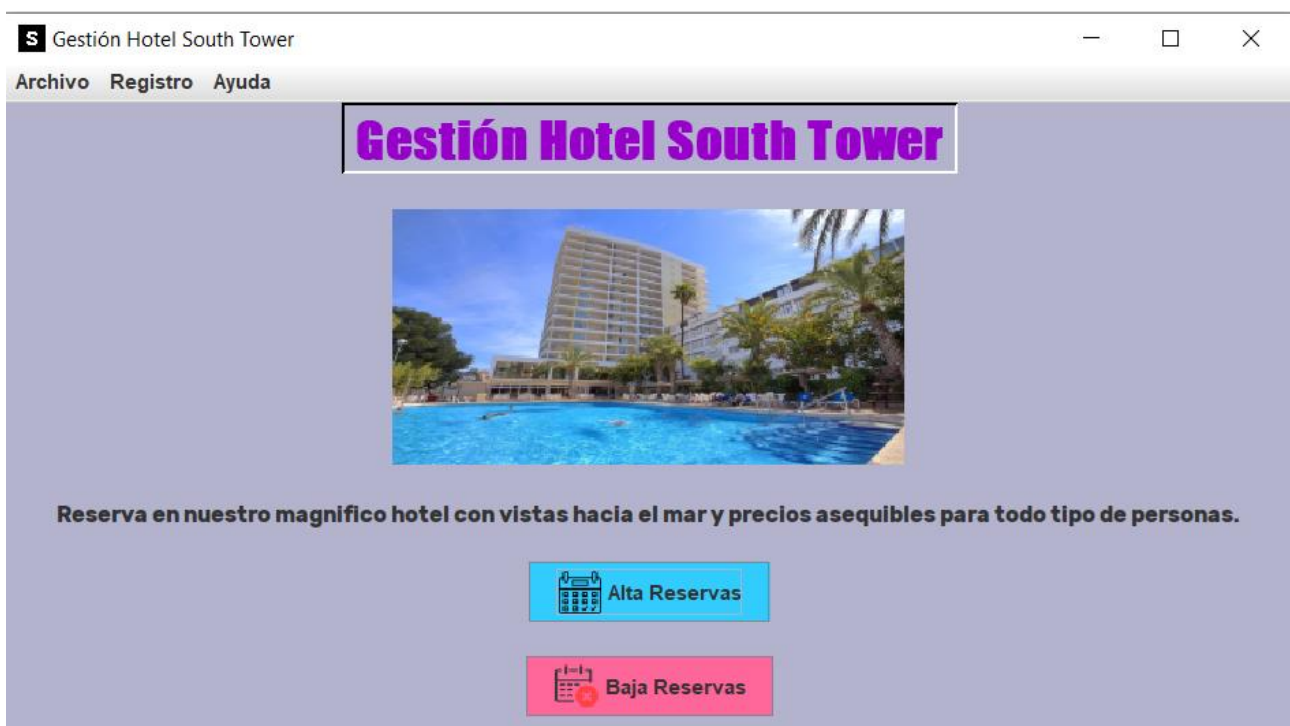 S Gestión Hotel South Tower
Archivo Registro Ayuda
Gestión Hotel South Tower
Reserva en nuestro magnifico hotel con vistas hacia el mar y precios asequibles para todo tipo de personas.
Alta Reservas
Baja Reservas